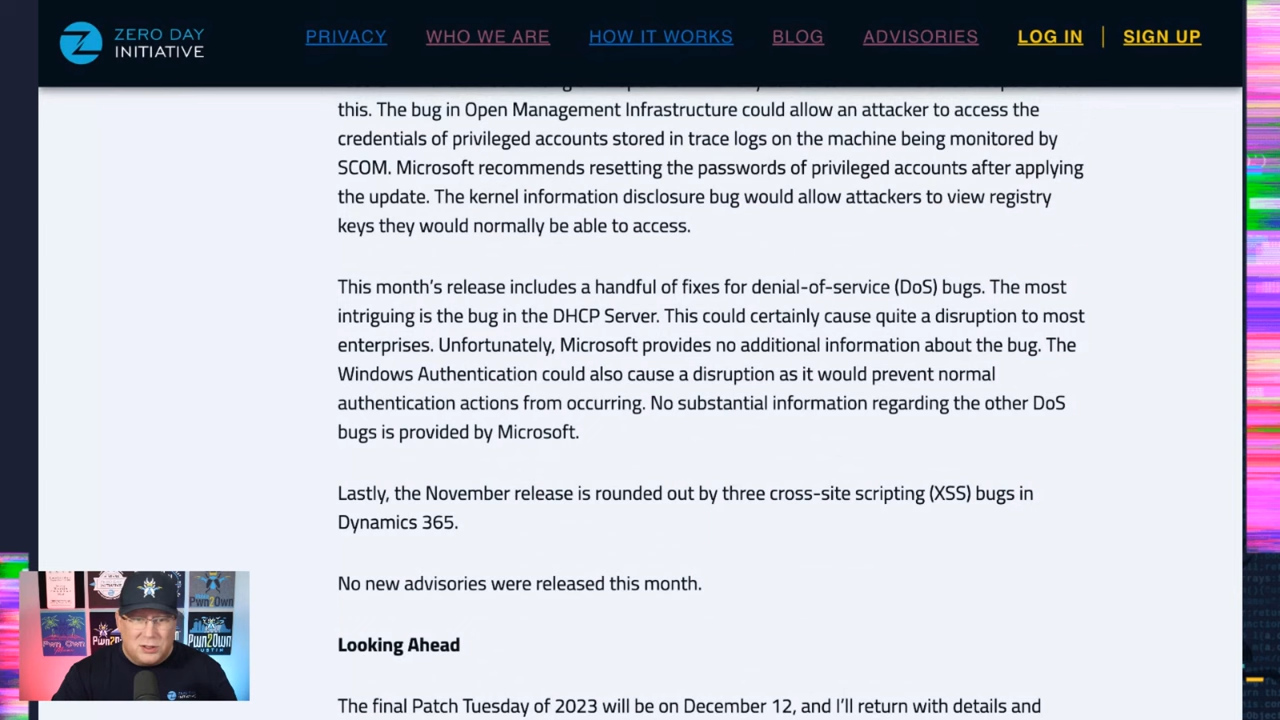 ZERO DAY
INITIATIVE
PRIVACY
WHO WE ARE
HOW IT WORKS
BLOG
ADVISORIES
LOG IN
SIGN UP
this. The bug in Open Management Infrastructure could allow an attacker to access the
credentials of privileged accounts stored in trace logs on the machine being monitored by
SCOM. Microsoft recommends resetting the passwords of privileged accounts after applying
the update. The kernel information disclosure bug would allow attackers to view registry
keys they would normally be able to access.
This month’s release includes a handful of fixes for denial-of-service (DoS) bugs. The most
intriguing is the bug in the DHCP Server. This could certainly cause quite a disruption to most
enterprises. Unfortunately, Microsoft provides no additional information about the bug. The
Windows Authentication could also cause a disruption as it would prevent normal
authentication actions from occurring. No substantial information regarding the other DoS
bugs is provided by Microsoft.
Lastly, the November release is rounded out by three cross-site scripting (XSS) bugs in
Dynamics 365.
No new advisories were released this month.
Looking Ahead
The final Patch Tuesday of 2023 will be on December 12, and I’ll return with details and
Pwn2Own